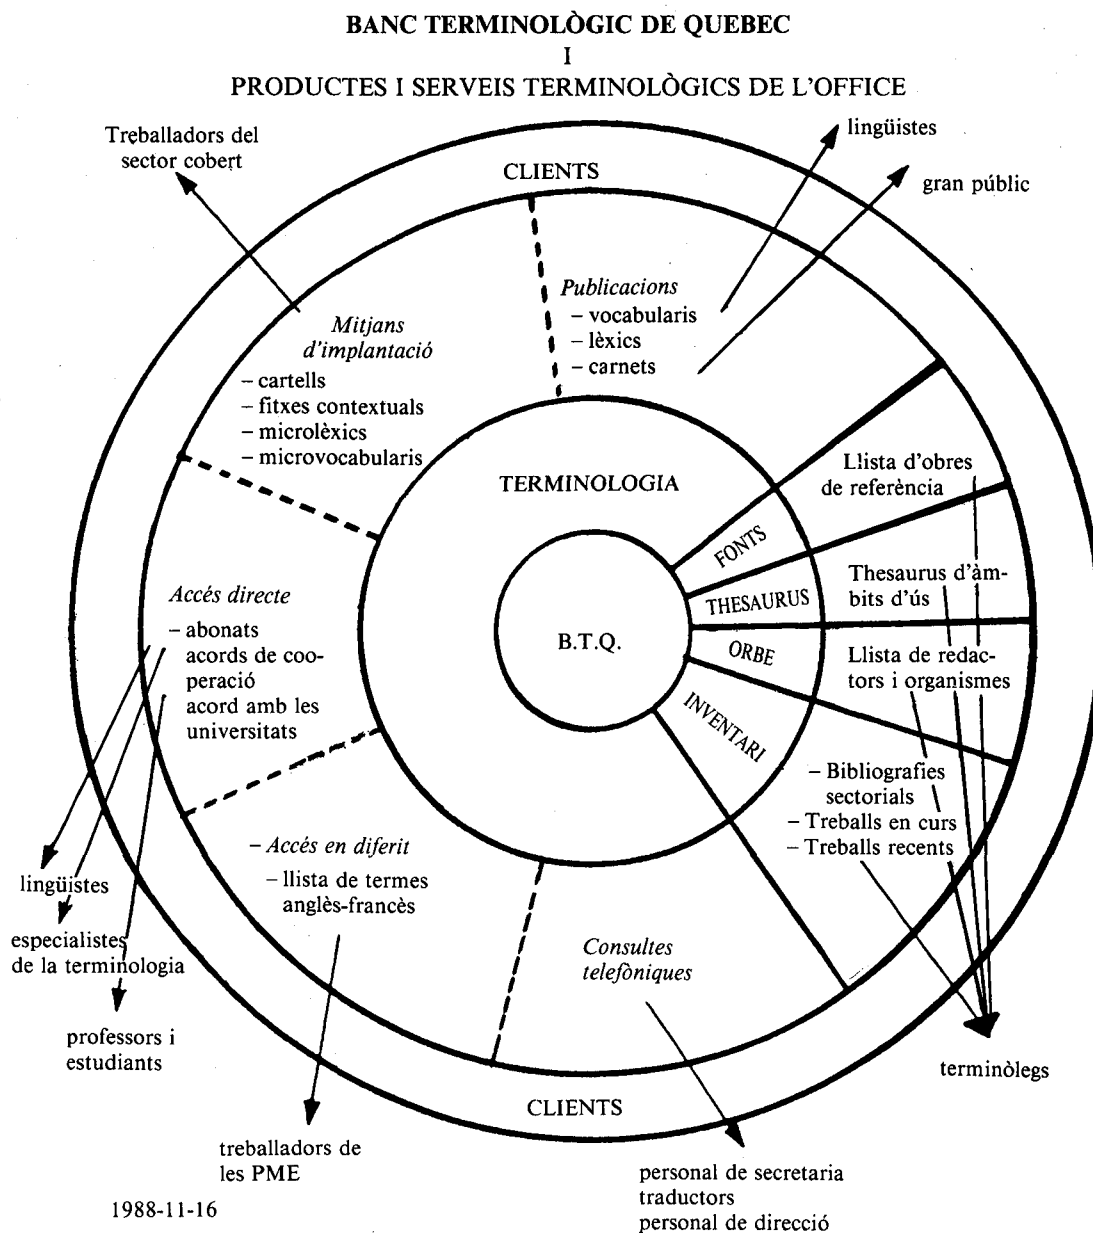 BANC TERMINOLÒGIC DE QUEBEC
I
PRODUCTES I SERVEIS TERMINOLÒGICS DE L'OFFICE
Treballadors del
sector cobert
CLIENTS
lingüistes
gran públic
Publicacions
– vocabularis
– lèxics
– carnets
Mitjans
d'implantació
– cartells
– fitxes contextuals
– microlèxics
– microvocabularis
TERMINOLOGIA
Llista d'obres
de referència
FONTS
Thesaurus d'àm-
bits d'ús
THESAURUS
B.T.Q.
ORBE
Llista de redac-
tors i organismes
INVENTARI
– Bibliografies
sectorials
– Treballs en curs
– Treballs recents
Accés directe
– abonats
acords de coo-
peració
acord amb les
universitats
– Accés en diferit
– llista de termes
anglès-francès
Consultes
telefòniques
lingüistes
especialistes
de la terminologia
professors i
estudiants
terminòlegs
CLIENTS
treballadors de
les PME
personal de secretaria
traductors
personal de direcció
1988-11-16